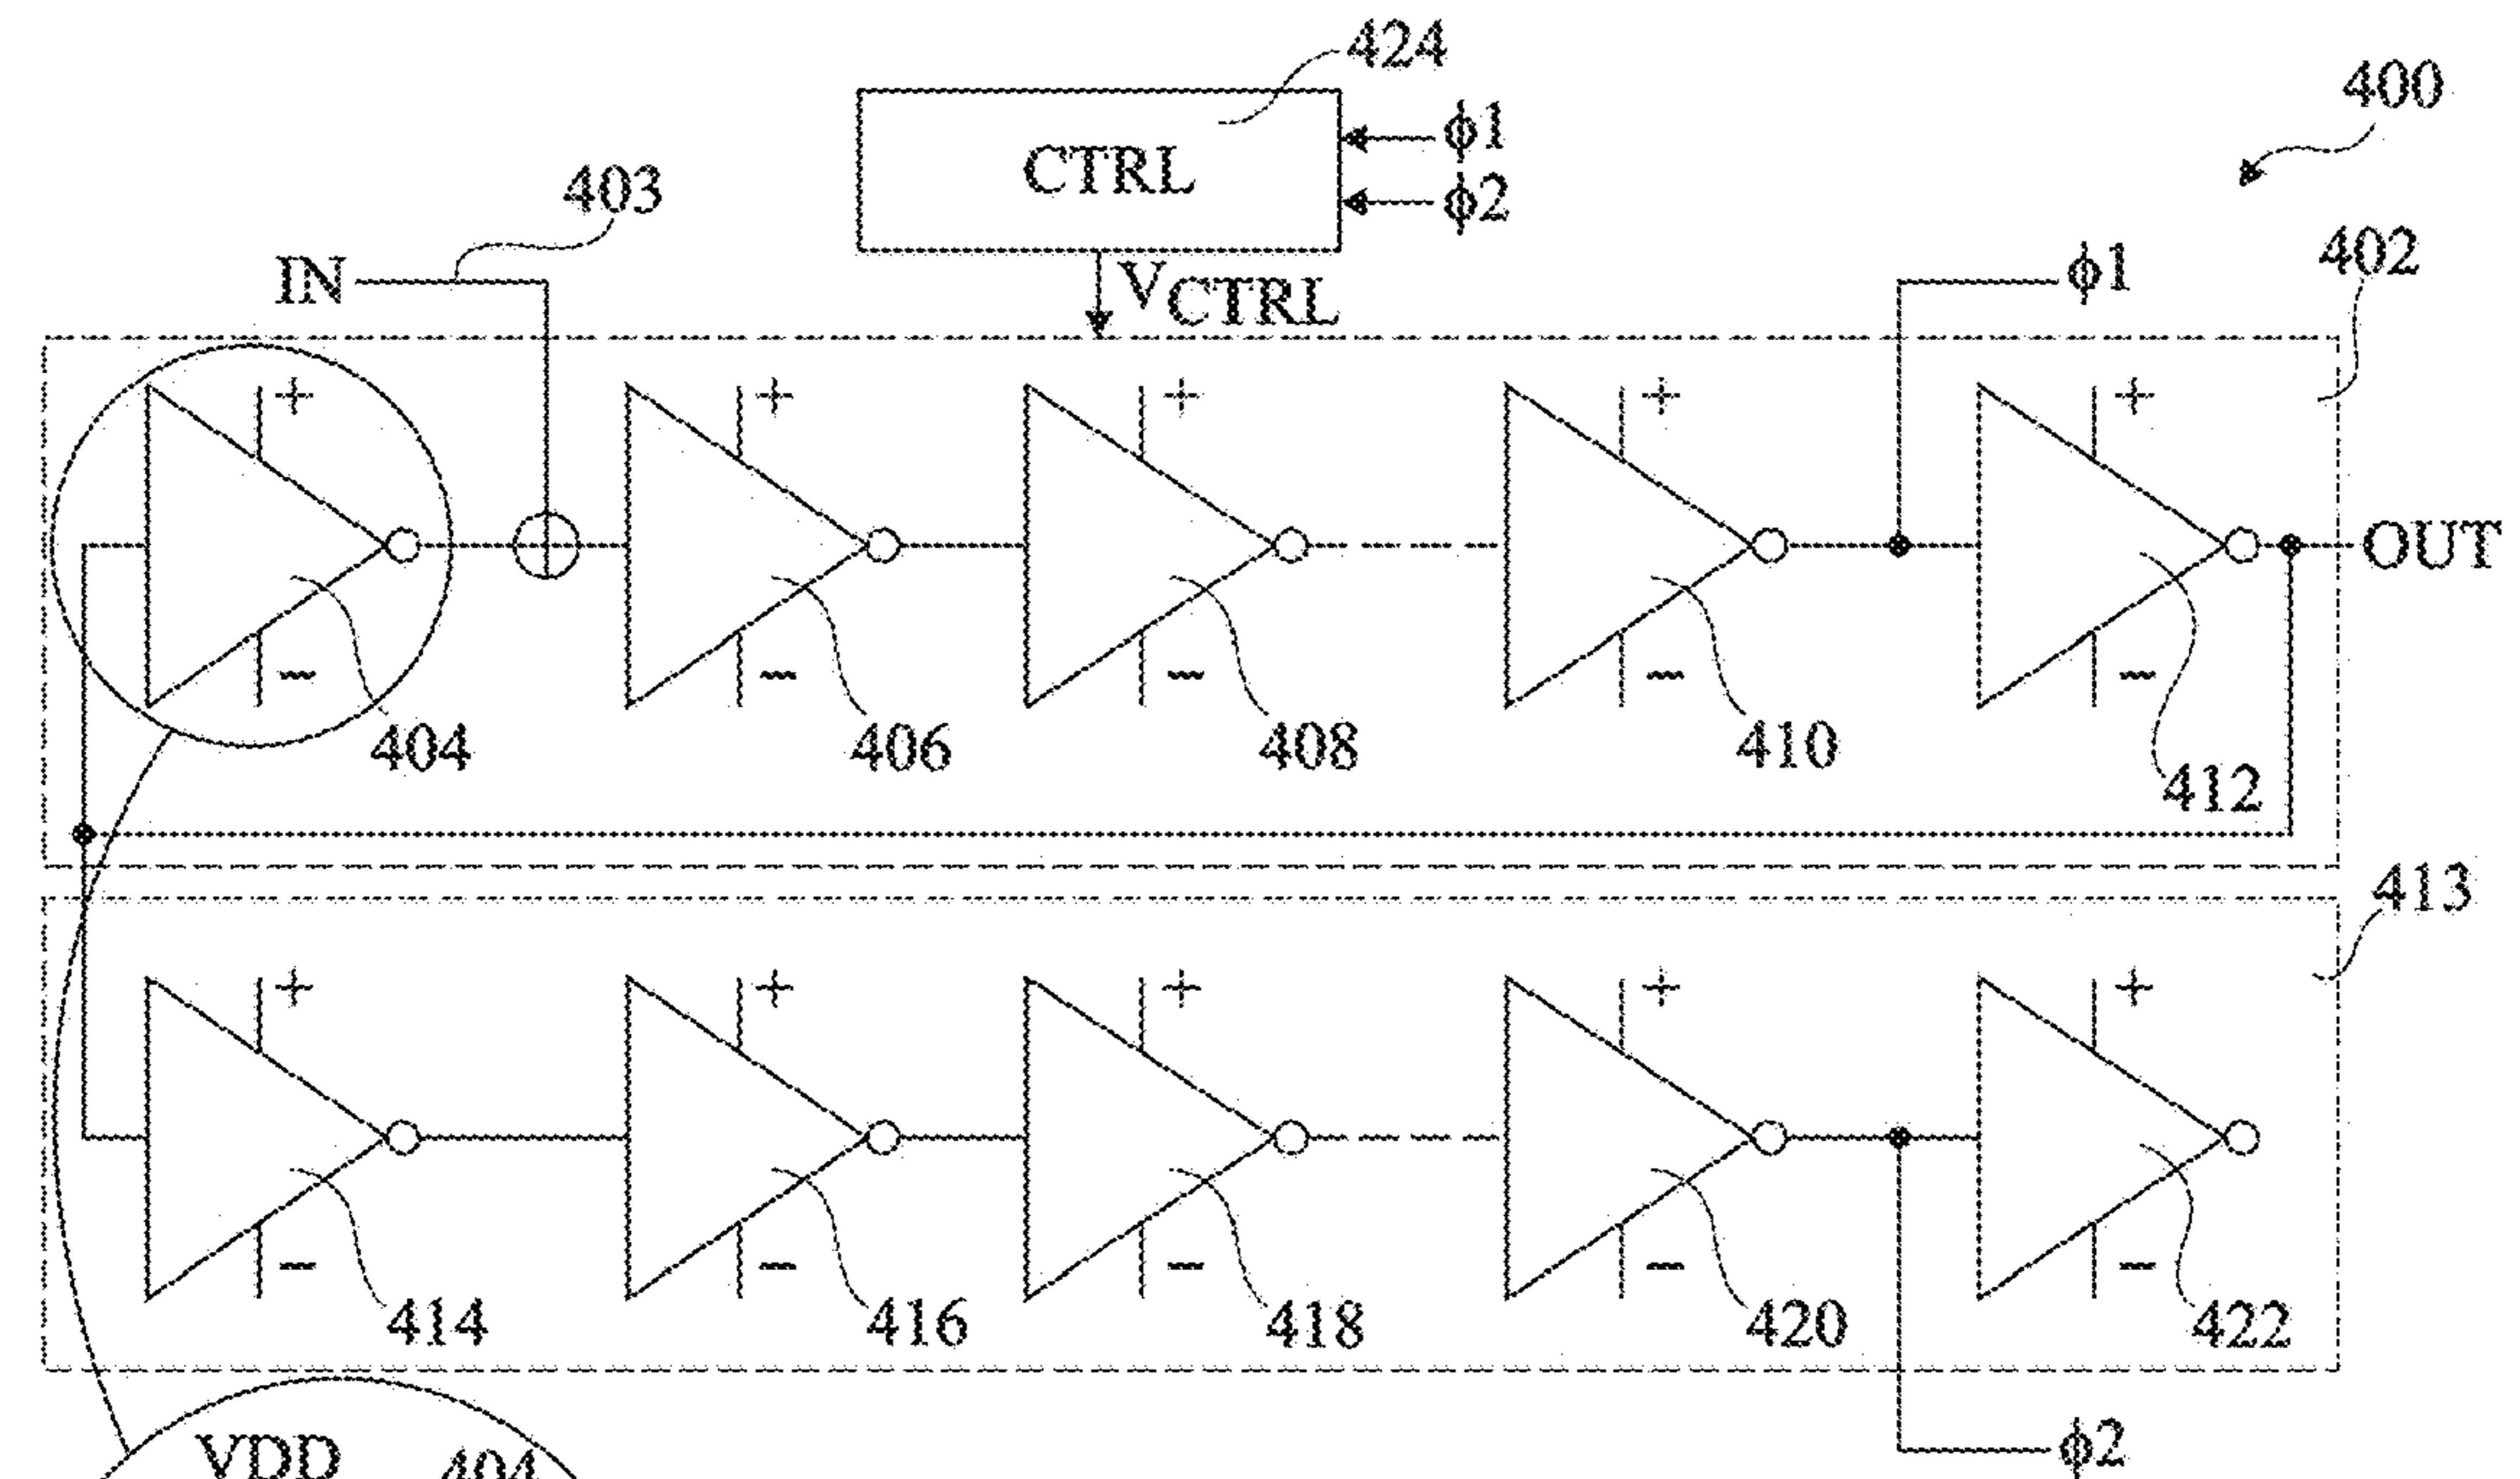 424
400
CTRL
ϕ1
ϕ2
403
402
IN
VCTRL
ϕ1
+ + + + +
OUT
- - - - -
404 406 408 410 412
413
+ + + + +
- - - - -
414 416 418 420 422
VDD 404
ϕ2